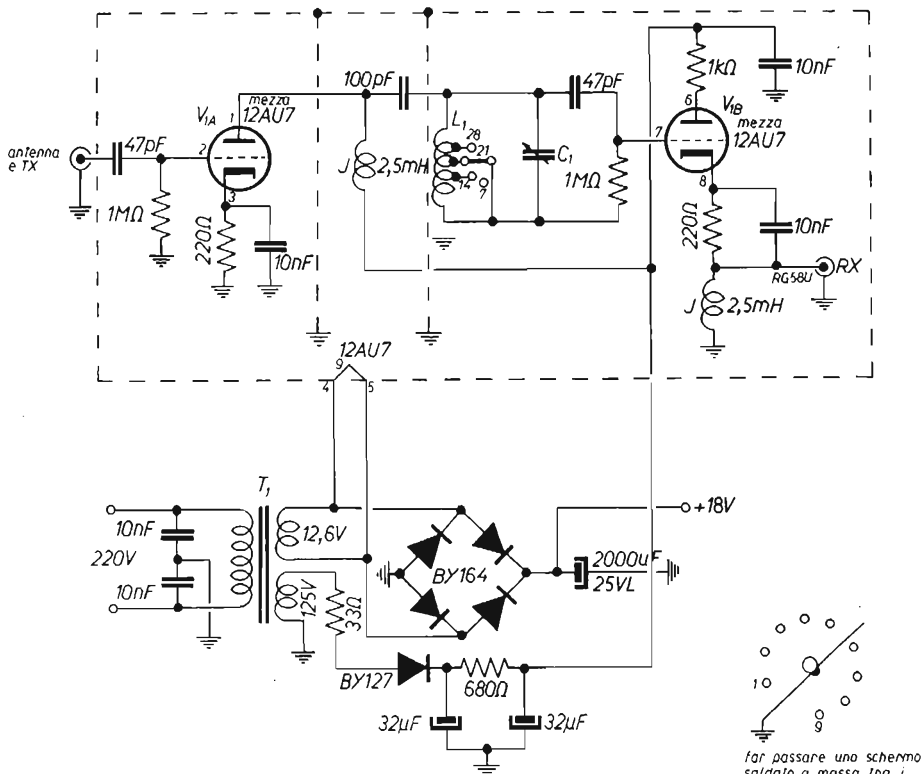 100pF
47pF
1kΩ
10nF
V1A
mezza
12AU7
1
2
3
antenna
e TX
47pF
1MΩ
220Ω
10nF
J
2,5mH
L1
28
21
14
7
C1
1MΩ
V1B
mezza
12AU7
6
7
8
220Ω
10nF
RG58U
RX
J
2,5mH
12AU7
9
4
5
T1
10nF
220V
10nF
12,6V
125V
33Ω
BY164
+18V
2000uF
25VL
BY127
680Ω
32µF
32µF
1
9
far passare uno schermo